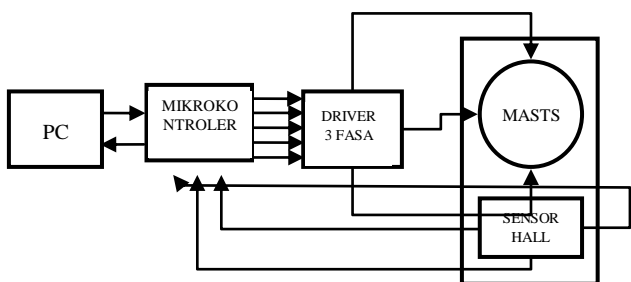 PC
MIKROKO
NTROLER
DRIVER
3 FASA
MASTS
SENSOR
HALL